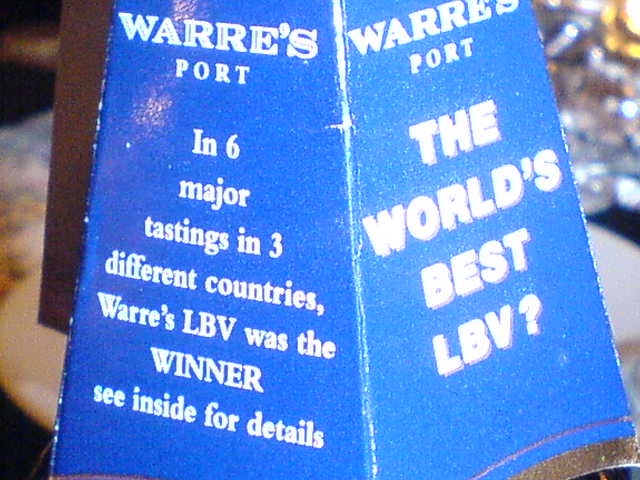 WARRE'S
PORT
In 6
major
tastings in 3
different countries,
Warre's LBV was the
WINNER
see inside for details
WARRE'S
PORT
THE
WORLD'S
BEST
LBV?